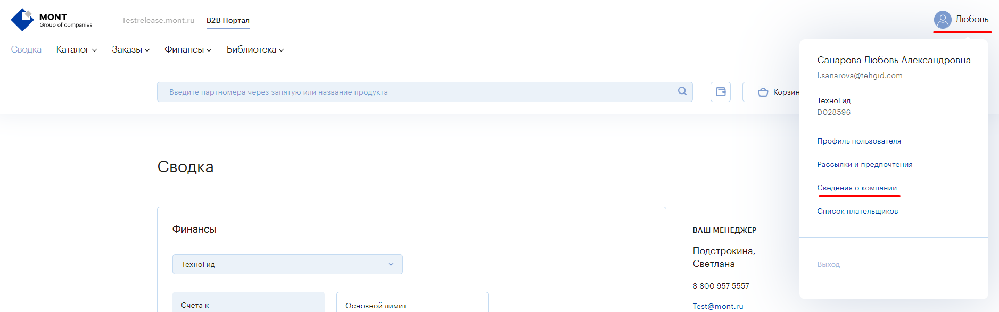 MONT
Group of companies
Testrelease.mont.ru
B2B Портал
Любовь
Сводка
Каталог
Заказы
Финансы
Библиотека
Введите партномера через запятую или название продукта
Корзин
Санарова Любовь Александровна
l.sanarova@tehgid.com
ТехноГид
D028596
Профиль пользователя
Рассылки и предпочтения
Сведения о компании
Список плательщиков
Выход
Сводка
Финансы
ТехноГид
Счета к
Основной лимит
ВАШ МЕНЕДЖЕР
Подстрокина,
Светлана
8 800 957 5557
Test@mont.ru